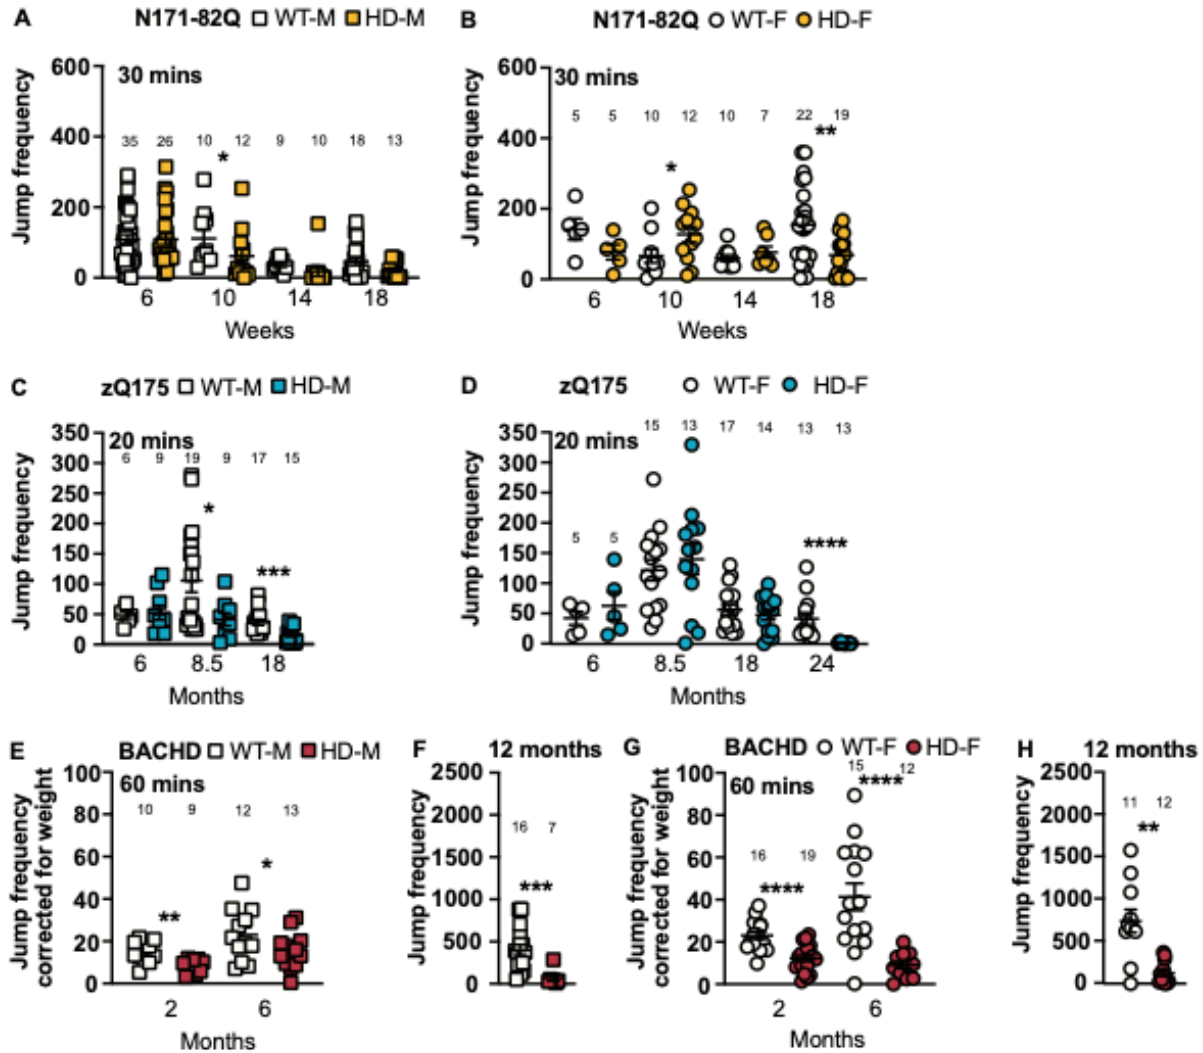 A N171-82Q WT-M HD-M
30 mins
Jump frequency
600
400
200
0
35 26 10 * 12 9 10 18 13
6 10 14 18
Weeks
B N171-82Q WT-F HD-F
30 mins
Jump frequency
600
400
200
0
5 5 10 * 12 10 7 22 ** 19
6 10 14 18
Weeks
C zQ175 WT-M HD-M
20 mins
Jump frequency
350
300
250
200
150
100
50
0
6 9 19 * 9 17 *** 15
6 8.5 18
Months
D zQ175 WT-F HD-F
20 mins
Jump frequency
350
300
250
200
150
100
50
0
5 5 15 13 17 14 13 **** 13
6 8.5 18 24
Months
E BACHD WT-M HD-M
60 mins
Jump frequency
corrected for weight
100
80
60
40
20
0
10 ** 9 12 * 13
2 6
Months
F 12 months
Jump frequency
2500
2000
1500
1000
500
0
16 7
***
G BACHD WT-F HD-F
60 mins
Jump frequency
corrected for weight
100
80
60
40
20
0
16 **** 19 15 **** 12
2 6
Months
H 12 months
Jump frequency
2500
2000
1500
1000
500
0
11 12
**